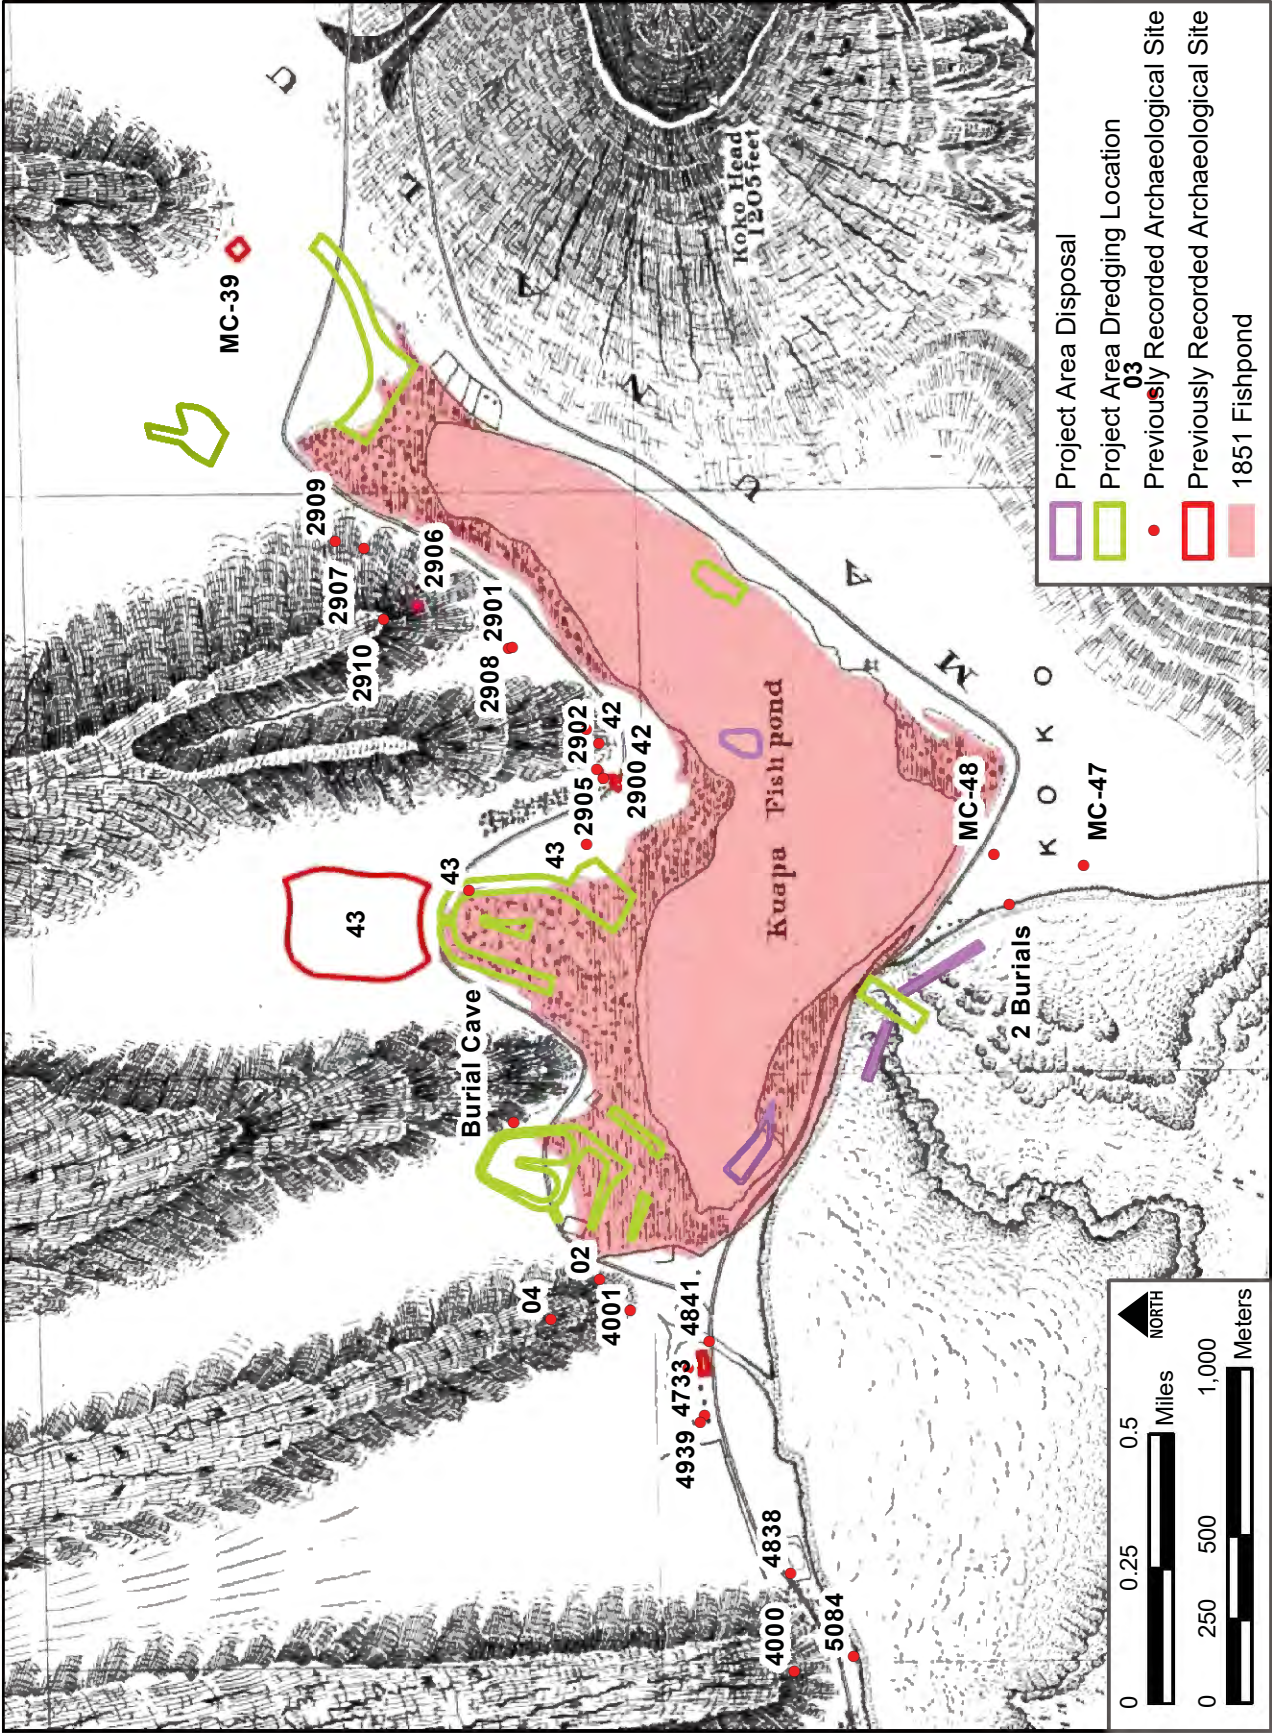 MC-39
2909
2907
2906
2910
2901
2908
2902
42
42
2900
2905
43
43
43
Burial Cave
02
04
4001
4841
4733
4939
4838
4000
5084
MC-48
MC-47
2 Burials
Kuapa Fish pond
Koko Head
1205 feet
M A U N A L U A
K O K O
Project Area Disposal
Project Area Dredging Location
03
Previously Recorded Archaeological Site
Previously Recorded Archaeological Site
1851 Fishpond
0 0.25 0.5
Miles
NORTH
0 250 500 1,000
Meters